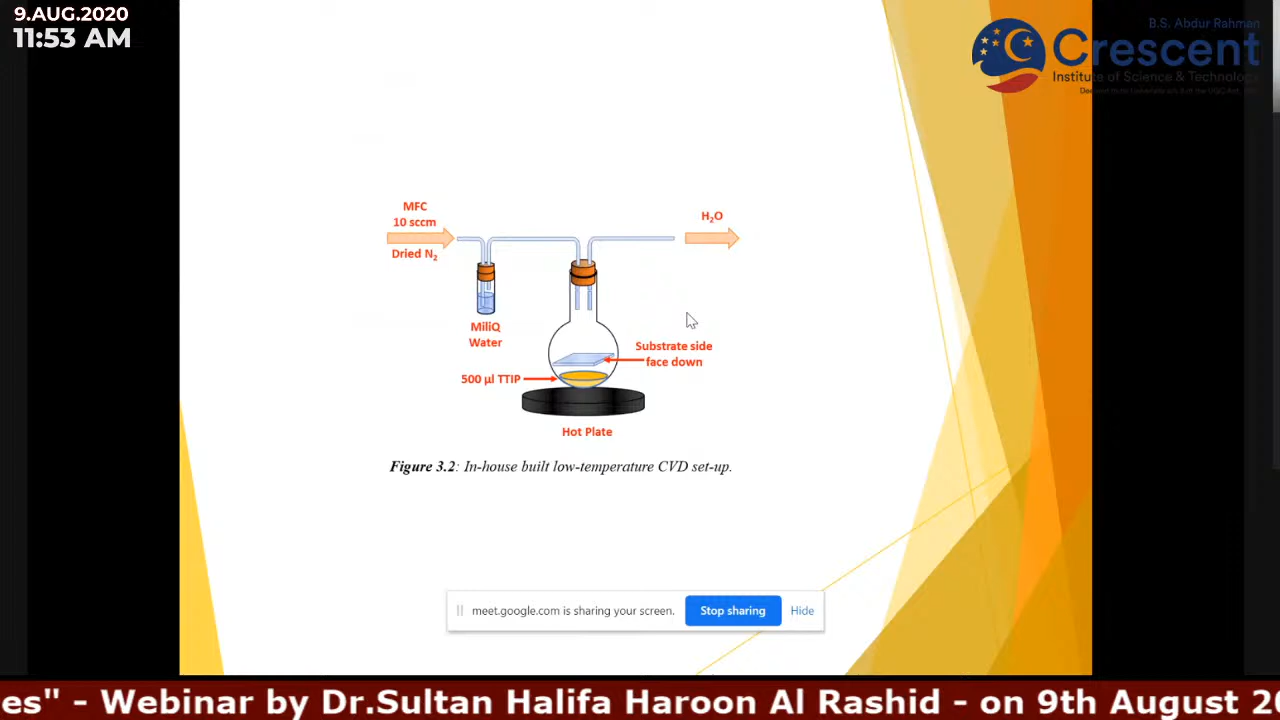 9.AUG.2020
11:53 AM
B.S. Abdur Rahman
Crescent
Institute of Science & Technology
MFC
10 sccm
Dried N₂
H₂O
MiliQ
Water
Substrate side
face down
500 µl TTIP
Hot Plate
Figure 3.2: In-house built low-temperature CVD set-up.
meet.google.com is sharing your screen.
Stop sharing
Hide
es" - Webinar by Dr.Sultan Halifa Haroon Al Rashid - on 9th August 20